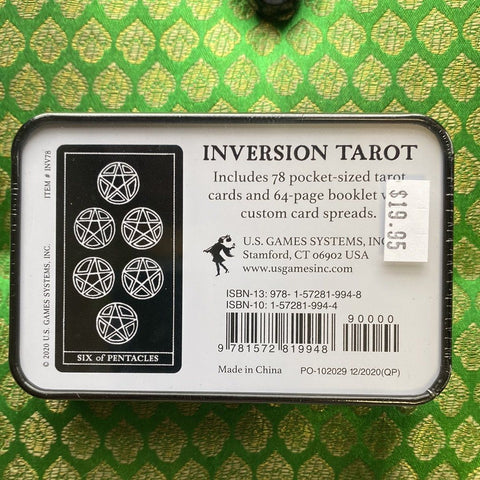 © 2020 U.S. GAMES SYSTEMS, INC. ITEM # INV78
SIX of PENTACLES
INVERSION TAROT
Includes 78 pocket-sized tarot
cards and 64-page booklet
custom card spreads.
$19.95
U.S. GAMES SYSTEMS, INC
Stamford, CT 06902 USA
www.usgamesinc.com
ISBN-13: 978- 1-57281-994-8
ISBN-10: 1-57281-994-4
90000
9 781572 819948
Made in China
PO-102029 12/2020(QP)